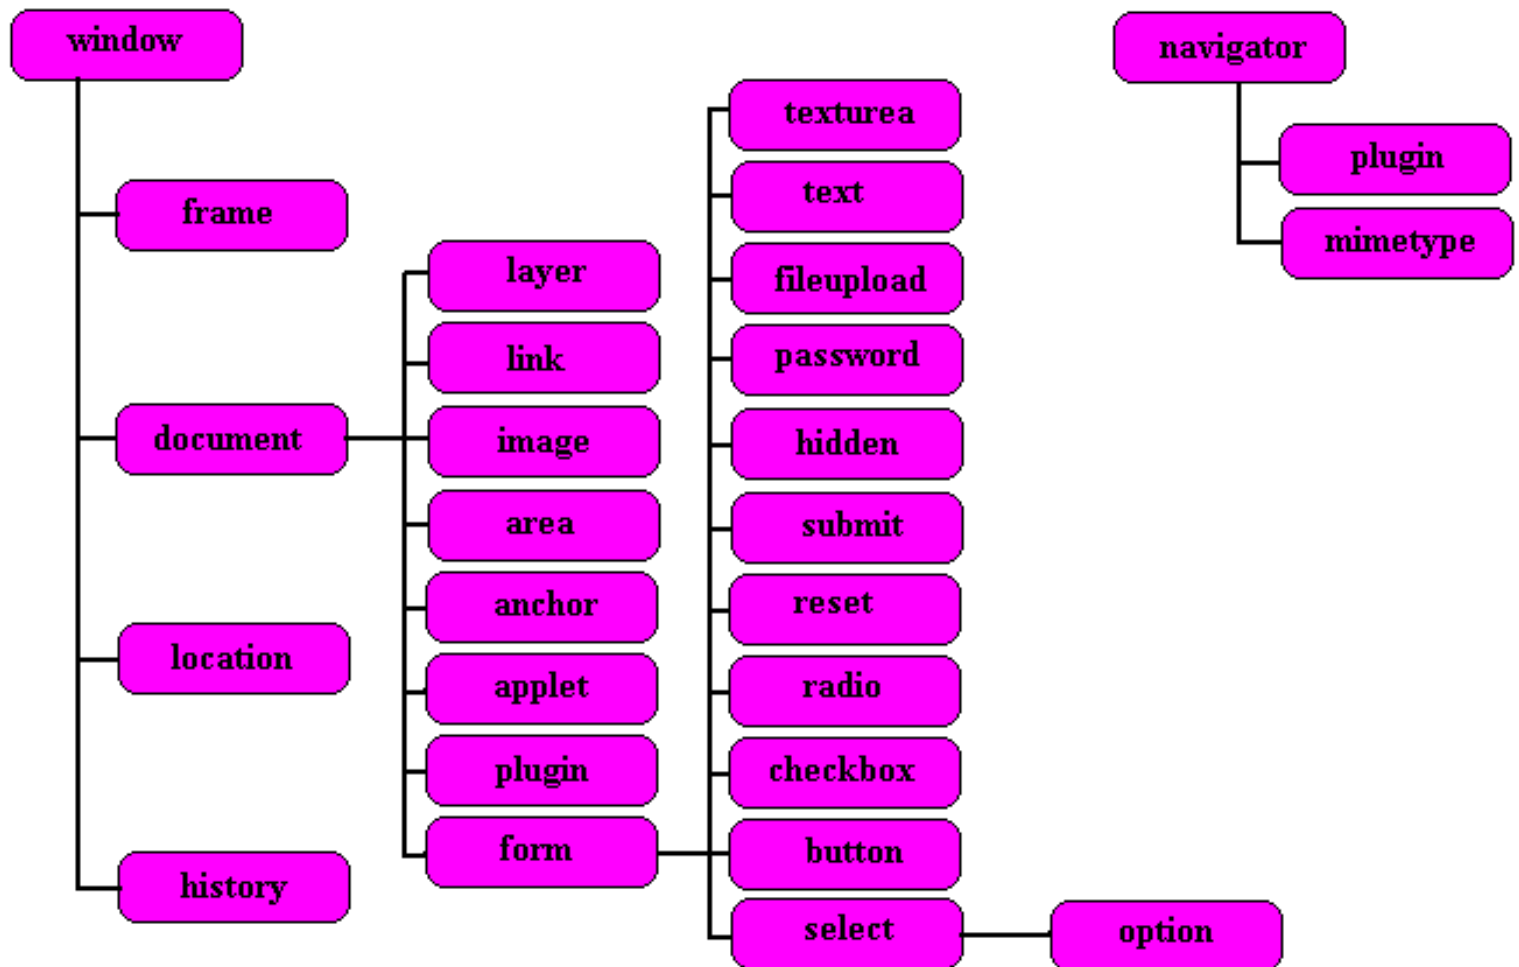 window
frame
document
location
history
layer
link
image
area
anchor
applet
plugin
form
texturea
text
fileupload
password
hidden
submit
reset
radio
checkbox
button
select
option
navigator
plugin
mimetype